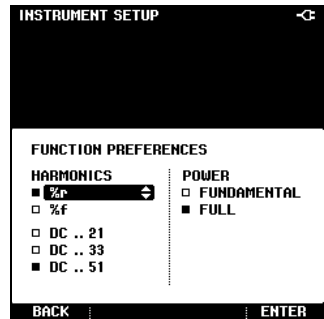 INSTRUMENT SETUP
FUNCTION PREFERENCES
HARMONICS
%r
%f
DC .. 21
DC .. 33
DC .. 51
POWER
FUNDAMENTAL
FULL
BACK
ENTER